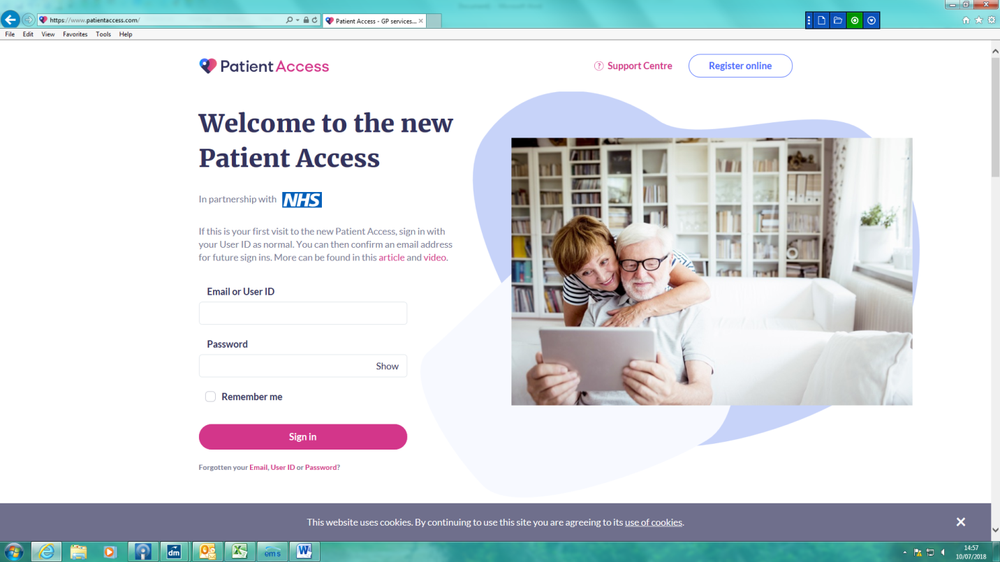 https://www.patientaccess.com/
Patient Access - GP services...
File Edit View Favorites Tools Help
Patient Access
Support Centre
Register online
Welcome to the new
Patient Access
In partnership with NHS
If this is your first visit to the new Patient Access, sign in with
your User ID as normal. You can then confirm an email address
for future sign ins. More can be found in this article and video.
Email or User ID
Password
Show
Remember me
Sign in
Forgotten your Email, User ID or Password?
This website uses cookies. By continuing to use this site you are agreeing to its use of cookies.
dm
ems
14:57
10/07/2018